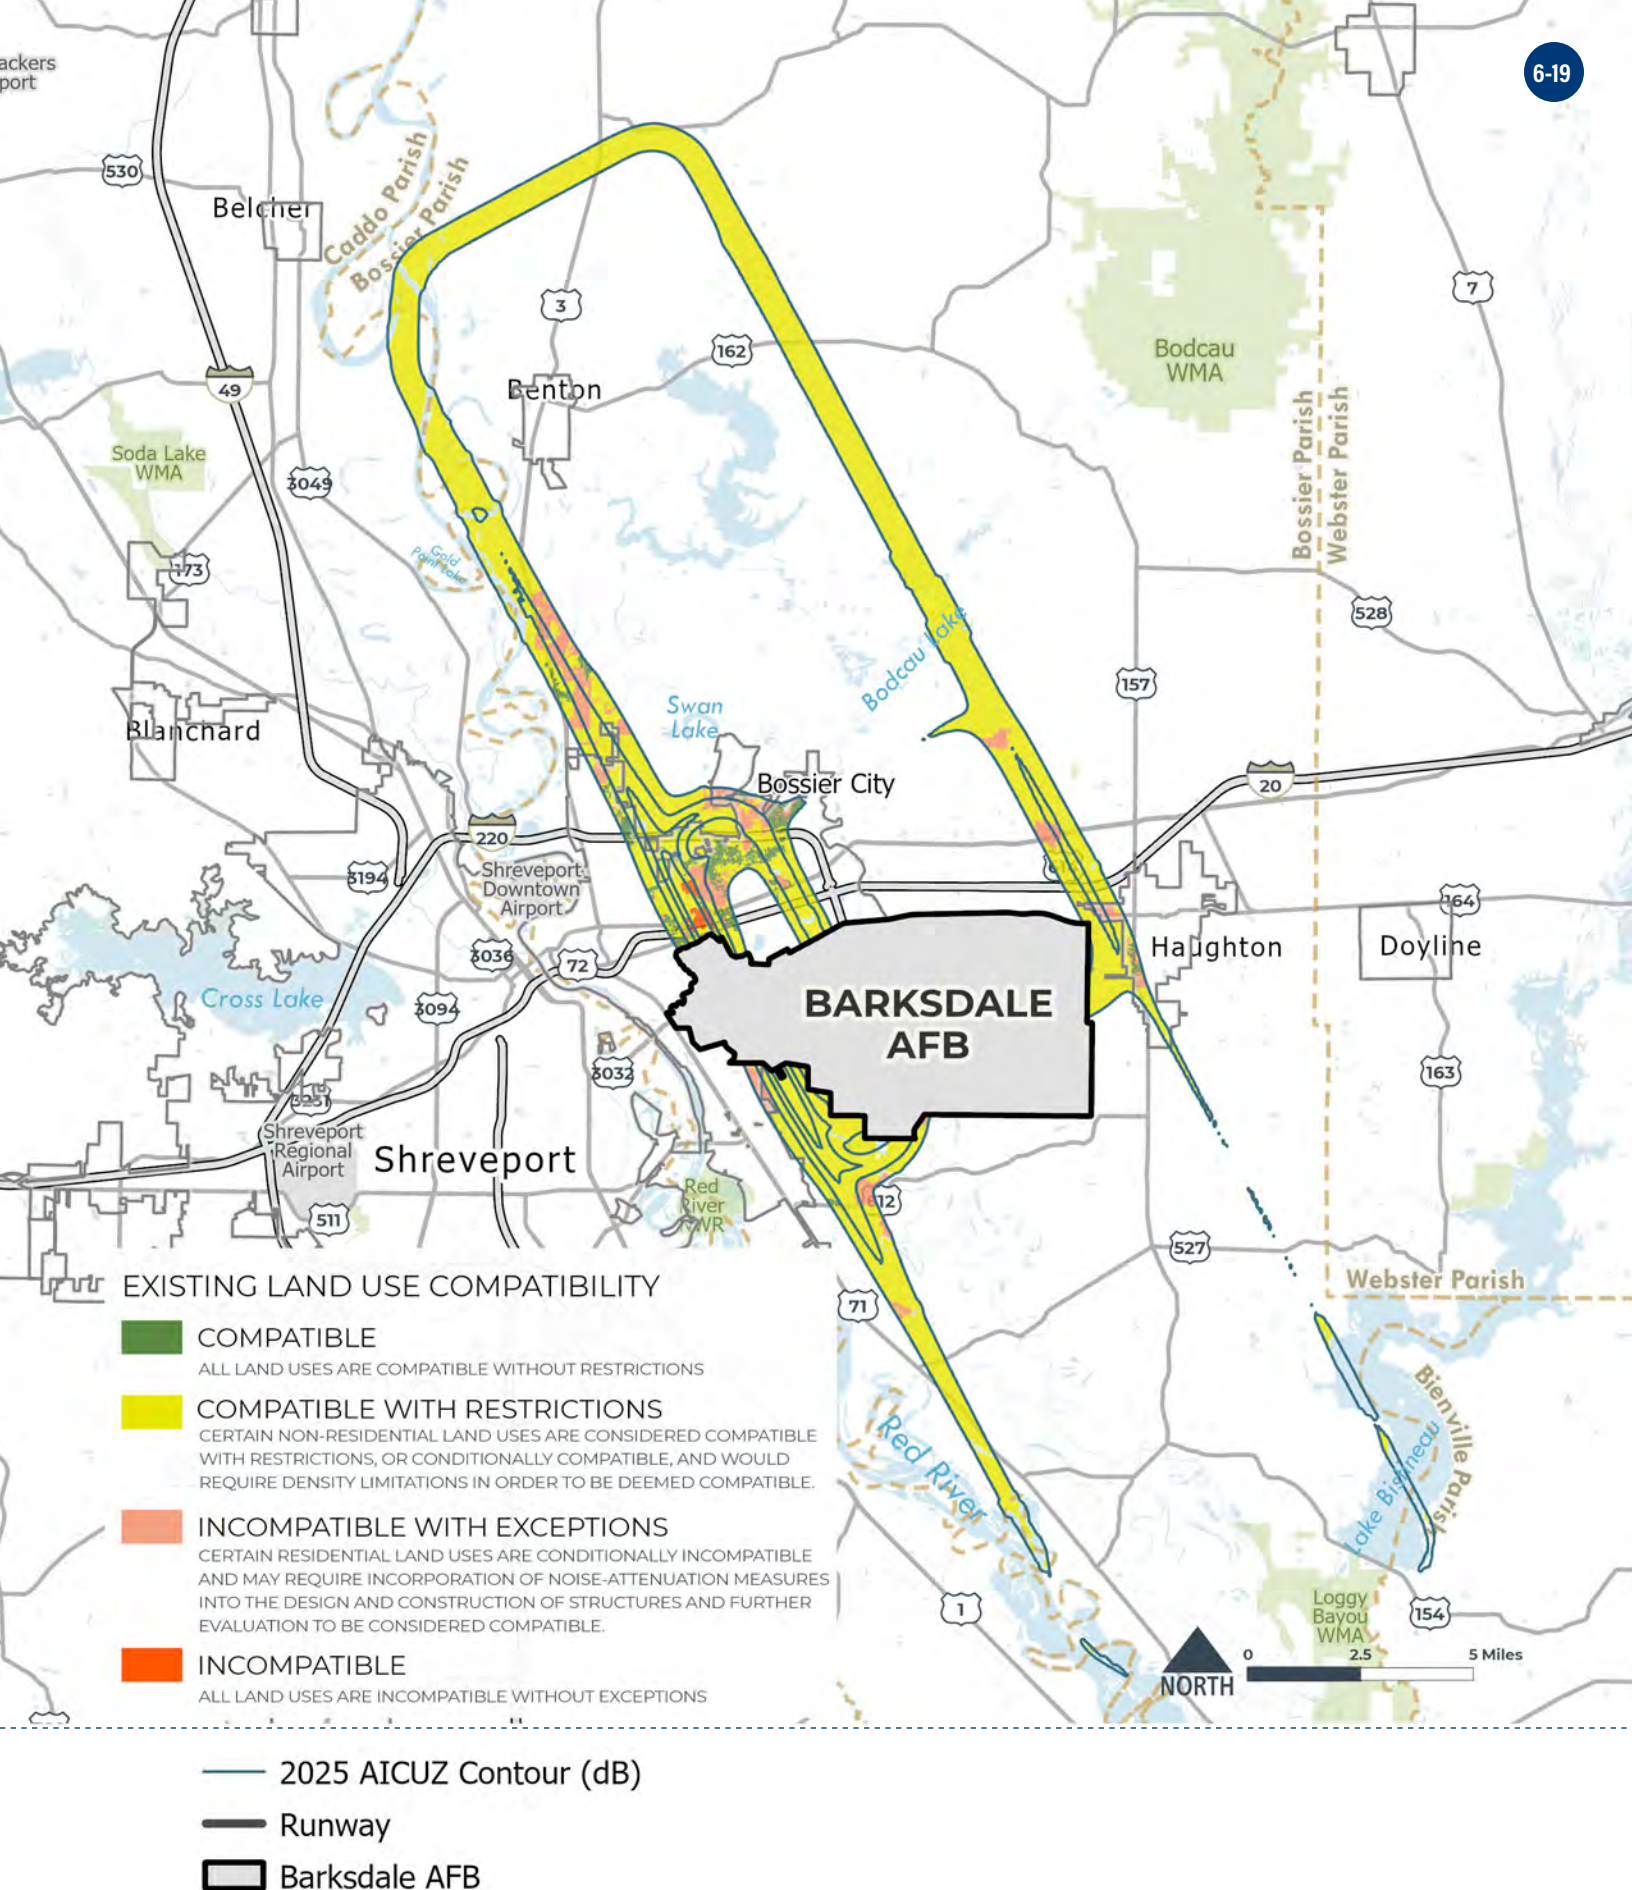 6-19
ackers
port
530
Belcher
Caddo Parish
Bossier Parish
3
7
162
Bodcau
WMA
49
Benton
Bossier Parish
Webster Parish
Soda Lake
WMA
3049
Gold
Point Lake
173
528
Bodcau Lake
157
Swan
Lake
Blanchard
Bossier City
20
220
3194
Shreveport
Downtown
Airport
164
3036
72
Haughton
Doyline
Cross Lake
3094
BARKSDALE
AFB
3032
163
3231
Shreveport
Regional
Airport
Shreveport
Red
River
NWR
612
511
527
Webster Parish
71
EXISTING LAND USE COMPATIBILITY
COMPATIBLE
ALL LAND USES ARE COMPATIBLE WITHOUT RESTRICTIONS
COMPATIBLE WITH RESTRICTIONS
CERTAIN NON-RESIDENTIAL LAND USES ARE CONSIDERED COMPATIBLE
WITH RESTRICTIONS, OR CONDITIONALLY COMPATIBLE, AND WOULD
REQUIRE DENSITY LIMITATIONS IN ORDER TO BE DEEMED COMPATIBLE.
INCOMPATIBLE WITH EXCEPTIONS
CERTAIN RESIDENTIAL LAND USES ARE CONDITIONALLY INCOMPATIBLE
AND MAY REQUIRE INCORPORATION OF NOISE-ATTENUATION MEASURES
INTO THE DESIGN AND CONSTRUCTION OF STRUCTURES AND FURTHER
EVALUATION TO BE CONSIDERED COMPATIBLE.
INCOMPATIBLE
ALL LAND USES ARE INCOMPATIBLE WITHOUT EXCEPTIONS
Red River
Bienville Parish
Lake Bistineau
1
Loggy
Bayou
WMA
154
NORTH
0 2.5 5 Miles
2025 AICUZ Contour (dB)
Runway
Barksdale AFB